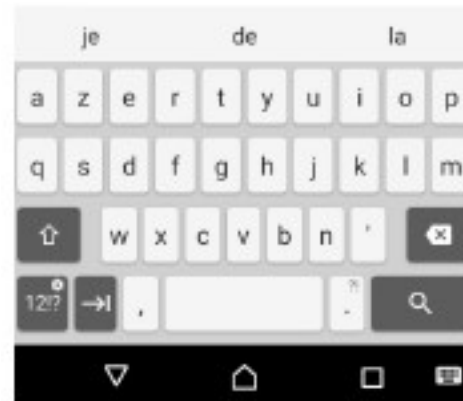 je de la
a z e r t y u i o p
q s d f g h j k l m
w x c v b n '
12!? , ?! .